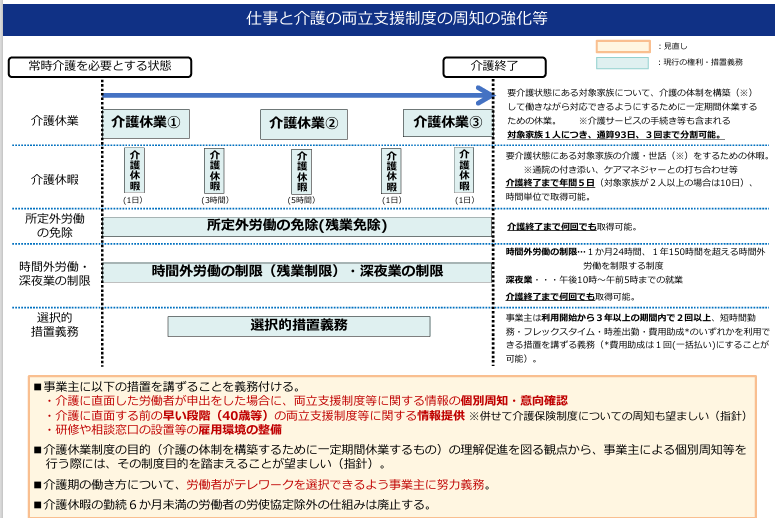 仕事と介護の両立支援制度の周知の強化等
：見直し
：現行の権利・措置義務
常時介護を必要とする状態
介護終了
介護休業
介護休業①
介護休業②
介護休業③
要介護状態にある対象家族について、介護の体制を構築（※）
して働きながら対応できるようにするために一定期間休業する
ための休業。　※介護サービスの手続き等も含まれる
対象家族１人につき、通算93日、３回まで分割可能。
介護休暇
介護休暇
(1日)
介護休暇
(3時間)
介護休暇
(5時間)
介護休暇
(1日)
介護休暇
(1日)
要介護状態にある対象家族の介護・世話（※）をするための休暇。
※通院の付き添い、ケアマネジャーとの打ち合わせ等
介護終了まで年間５日（対象家族が２人以上の場合は10日）、
時間単位で取得可能。
所定外労働
の免除
所定外労働の免除(残業免除)
介護終了まで何回でも取得可能。
時間外労働・
深夜業の制限
時間外労働の制限（残業制限）・深夜業の制限
時間外労働の制限…１か月24時間、１年150時間を超える時間外
労働を制限する制度
深夜業・・・午後10時～午前5時までの就業
介護終了まで何回でも取得可能。
選択的
措置義務
選択的措置義務
事業主は利用開始から３年以上の期間内で２回以上、短時間勤
務・フレックスタイム・時差出勤・費用助成*のいずれかを利用で
きる措置を講ずる義務（*費用助成は１回(一括払い)にすることが
可能）。
■事業主に以下の措置を講ずることを義務付ける。
・介護に直面した労働者が申出をした場合に、両立支援制度等に関する情報の個別周知・意向確認
・介護に直面する前の早い段階（40歳等）の両立支援制度等に関する情報提供 ※併せて介護保険制度についての周知も望ましい（指針）
・研修や相談窓口の設置等の雇用環境の整備
■介護休業制度の目的（介護の体制を構築するために一定期間休業するもの）の理解促進を図る観点から、事業主による個別周知等を
行う際には、その制度目的を踏まえることが望ましい（指針）。
■介護期の働き方について、労働者がテレワークを選択できるよう事業主に努力義務。
■介護休暇の勤続６か月未満の労働者の労使協定除外の仕組みは廃止する。